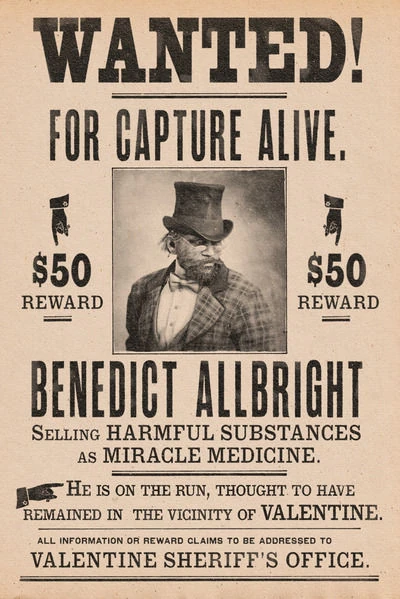 WANTED!
FOR CAPTURE ALIVE.
$50
REWARD
$50
REWARD
BENEDICT ALLBRIGHT
SELLING HARMFUL SUBSTANCES
AS MIRACLE MEDICINE.
HE IS ON THE RUN, THOUGHT TO HAVE
REMAINED IN THE VICINITY OF VALENTINE.
ALL INFORMATION OR REWARD CLAIMS TO BE ADDRESSED TO
VALENTINE SHERIFF'S OFFICE.